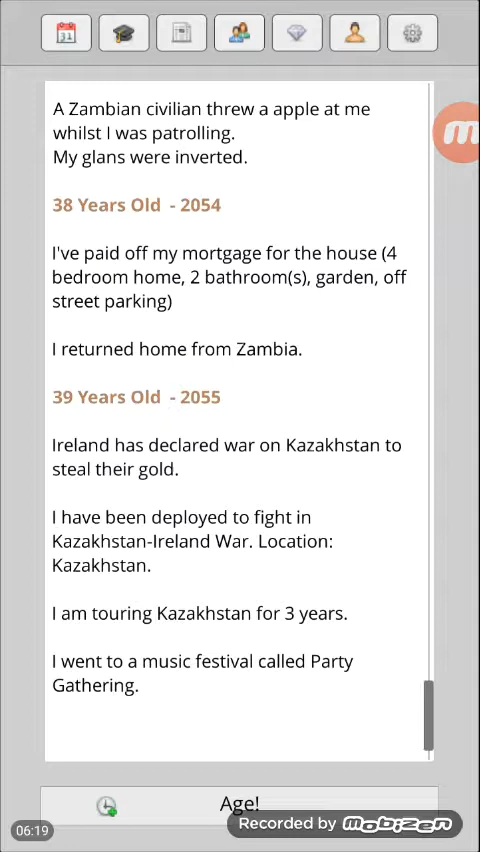 31
A Zambian civilian threw a apple at me
whilst I was patrolling.
My glans were inverted.
38 Years Old - 2054
I've paid off my mortgage for the house (4
bedroom home, 2 bathroom(s), garden, off
street parking)
I returned home from Zambia.
39 Years Old - 2055
Ireland has declared war on Kazakhstan to
steal their gold.
I have been deployed to fight in
Kazakhstan-Ireland War. Location:
Kazakhstan.
I am touring Kazakhstan for 3 years.
I went to a music festival called Party
Gathering.
Age!
06:19
Recorded by mobizen